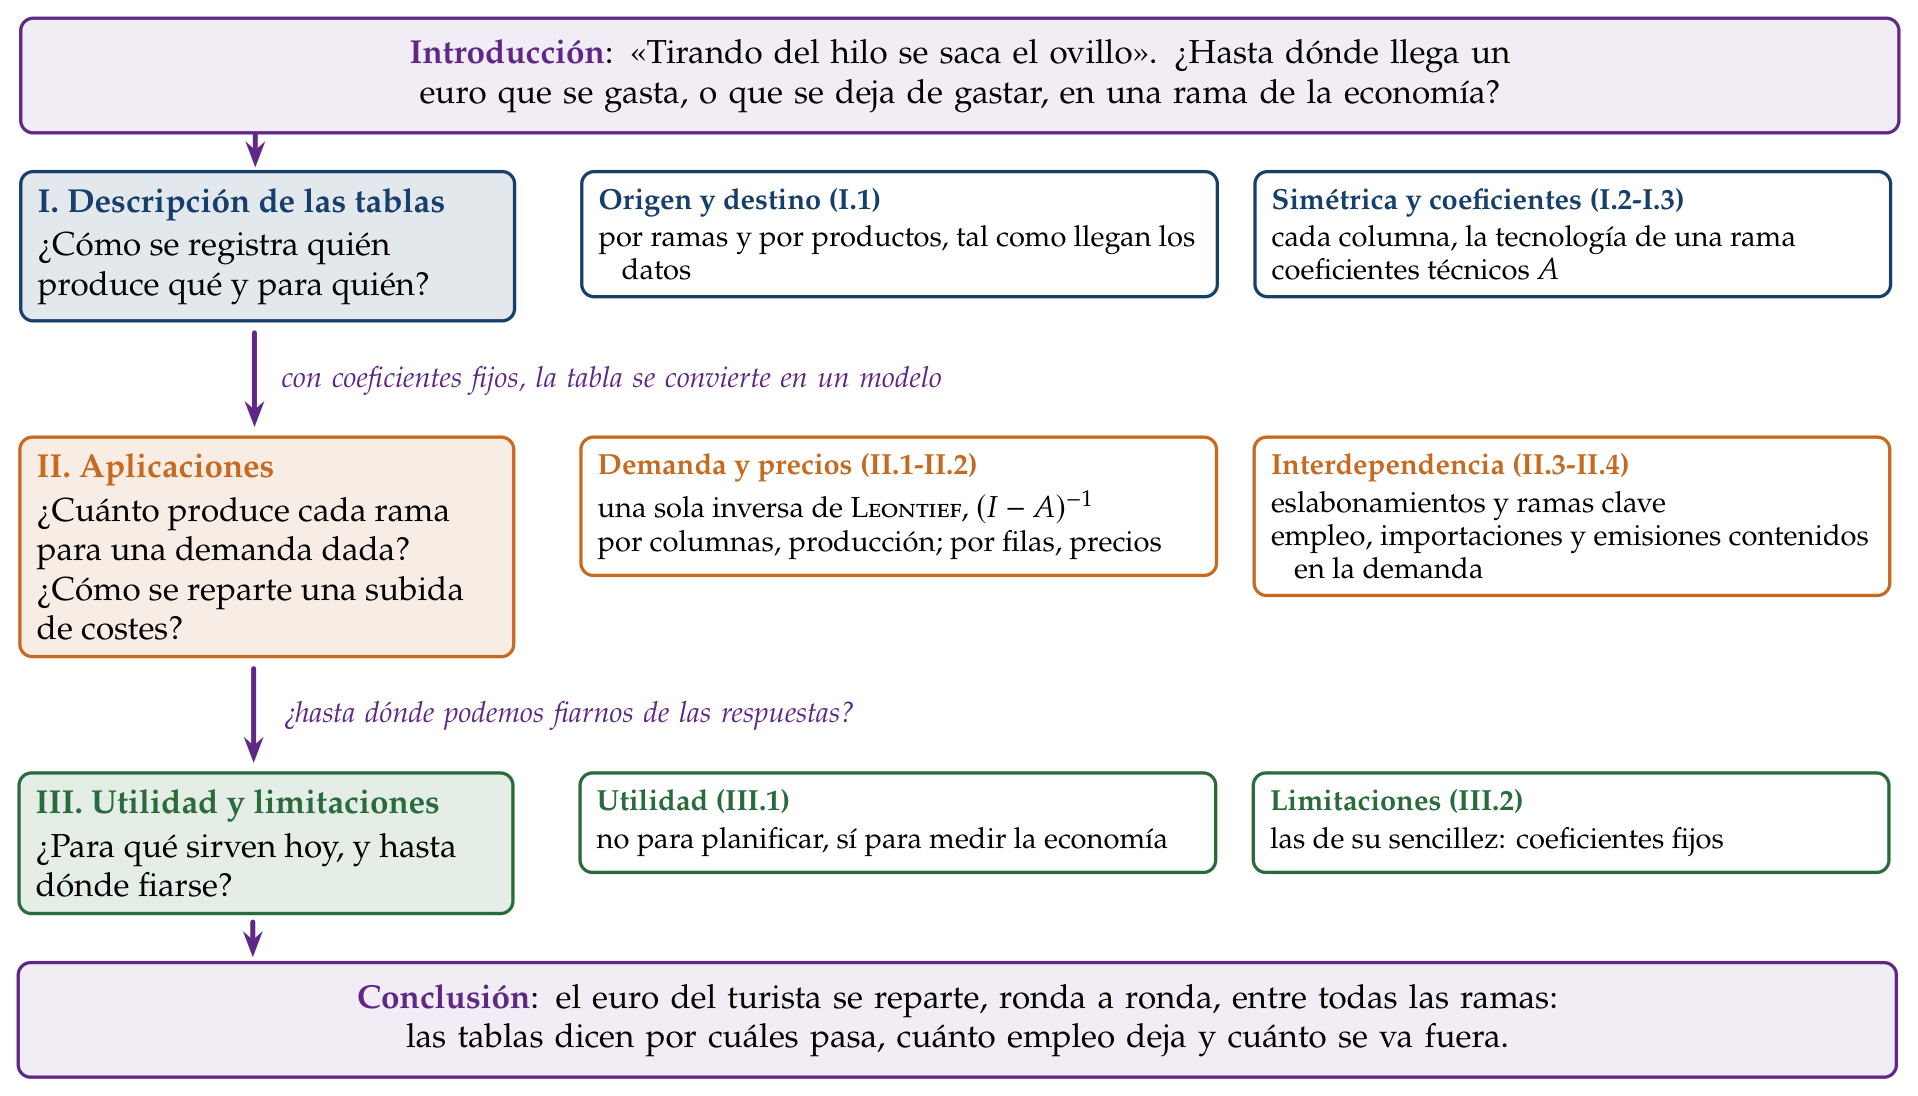 Introducción: «Tirando del hilo se saca el ovillo». ¿Hasta dónde llega un
euro que se gasta, o que se deja de gastar, en una rama de la economía?
I. Descripción de las tablas
¿Cómo se registra quién
produce qué y para quién?
Origen y destino (I.1)
por ramas y por productos, tal como llegan los
datos
Simétrica y coeficientes (I.2-I.3)
cada columna, la tecnología de una rama
coeficientes técnicos A
con coeficientes fijos, la tabla se convierte en un modelo
II. Aplicaciones
¿Cuánto produce cada rama
para una demanda dada?
¿Cómo se reparte una subida
de costes?
Demanda y precios (II.1-II.2)
una sola inversa de Leontief, (I − A)⁻¹
por columnas, producción; por filas, precios
Interdependencia (II.3-II.4)
eslabonamientos y ramas clave
empleo, importaciones y emisiones contenidos
en la demanda
¿hasta dónde podemos fiarnos de las respuestas?
III. Utilidad y limitaciones
¿Para qué sirven hoy, y hasta
dónde fiarse?
Utilidad (III.1)
no para planificar, sí para medir la economía
Limitaciones (III.2)
las de su sencillez: coeficientes fijos
Conclusión: el euro del turista se reparte, ronda a ronda, entre todas las ramas:
las tablas dicen por cuáles pasa, cuánto empleo deja y cuánto se va fuera.